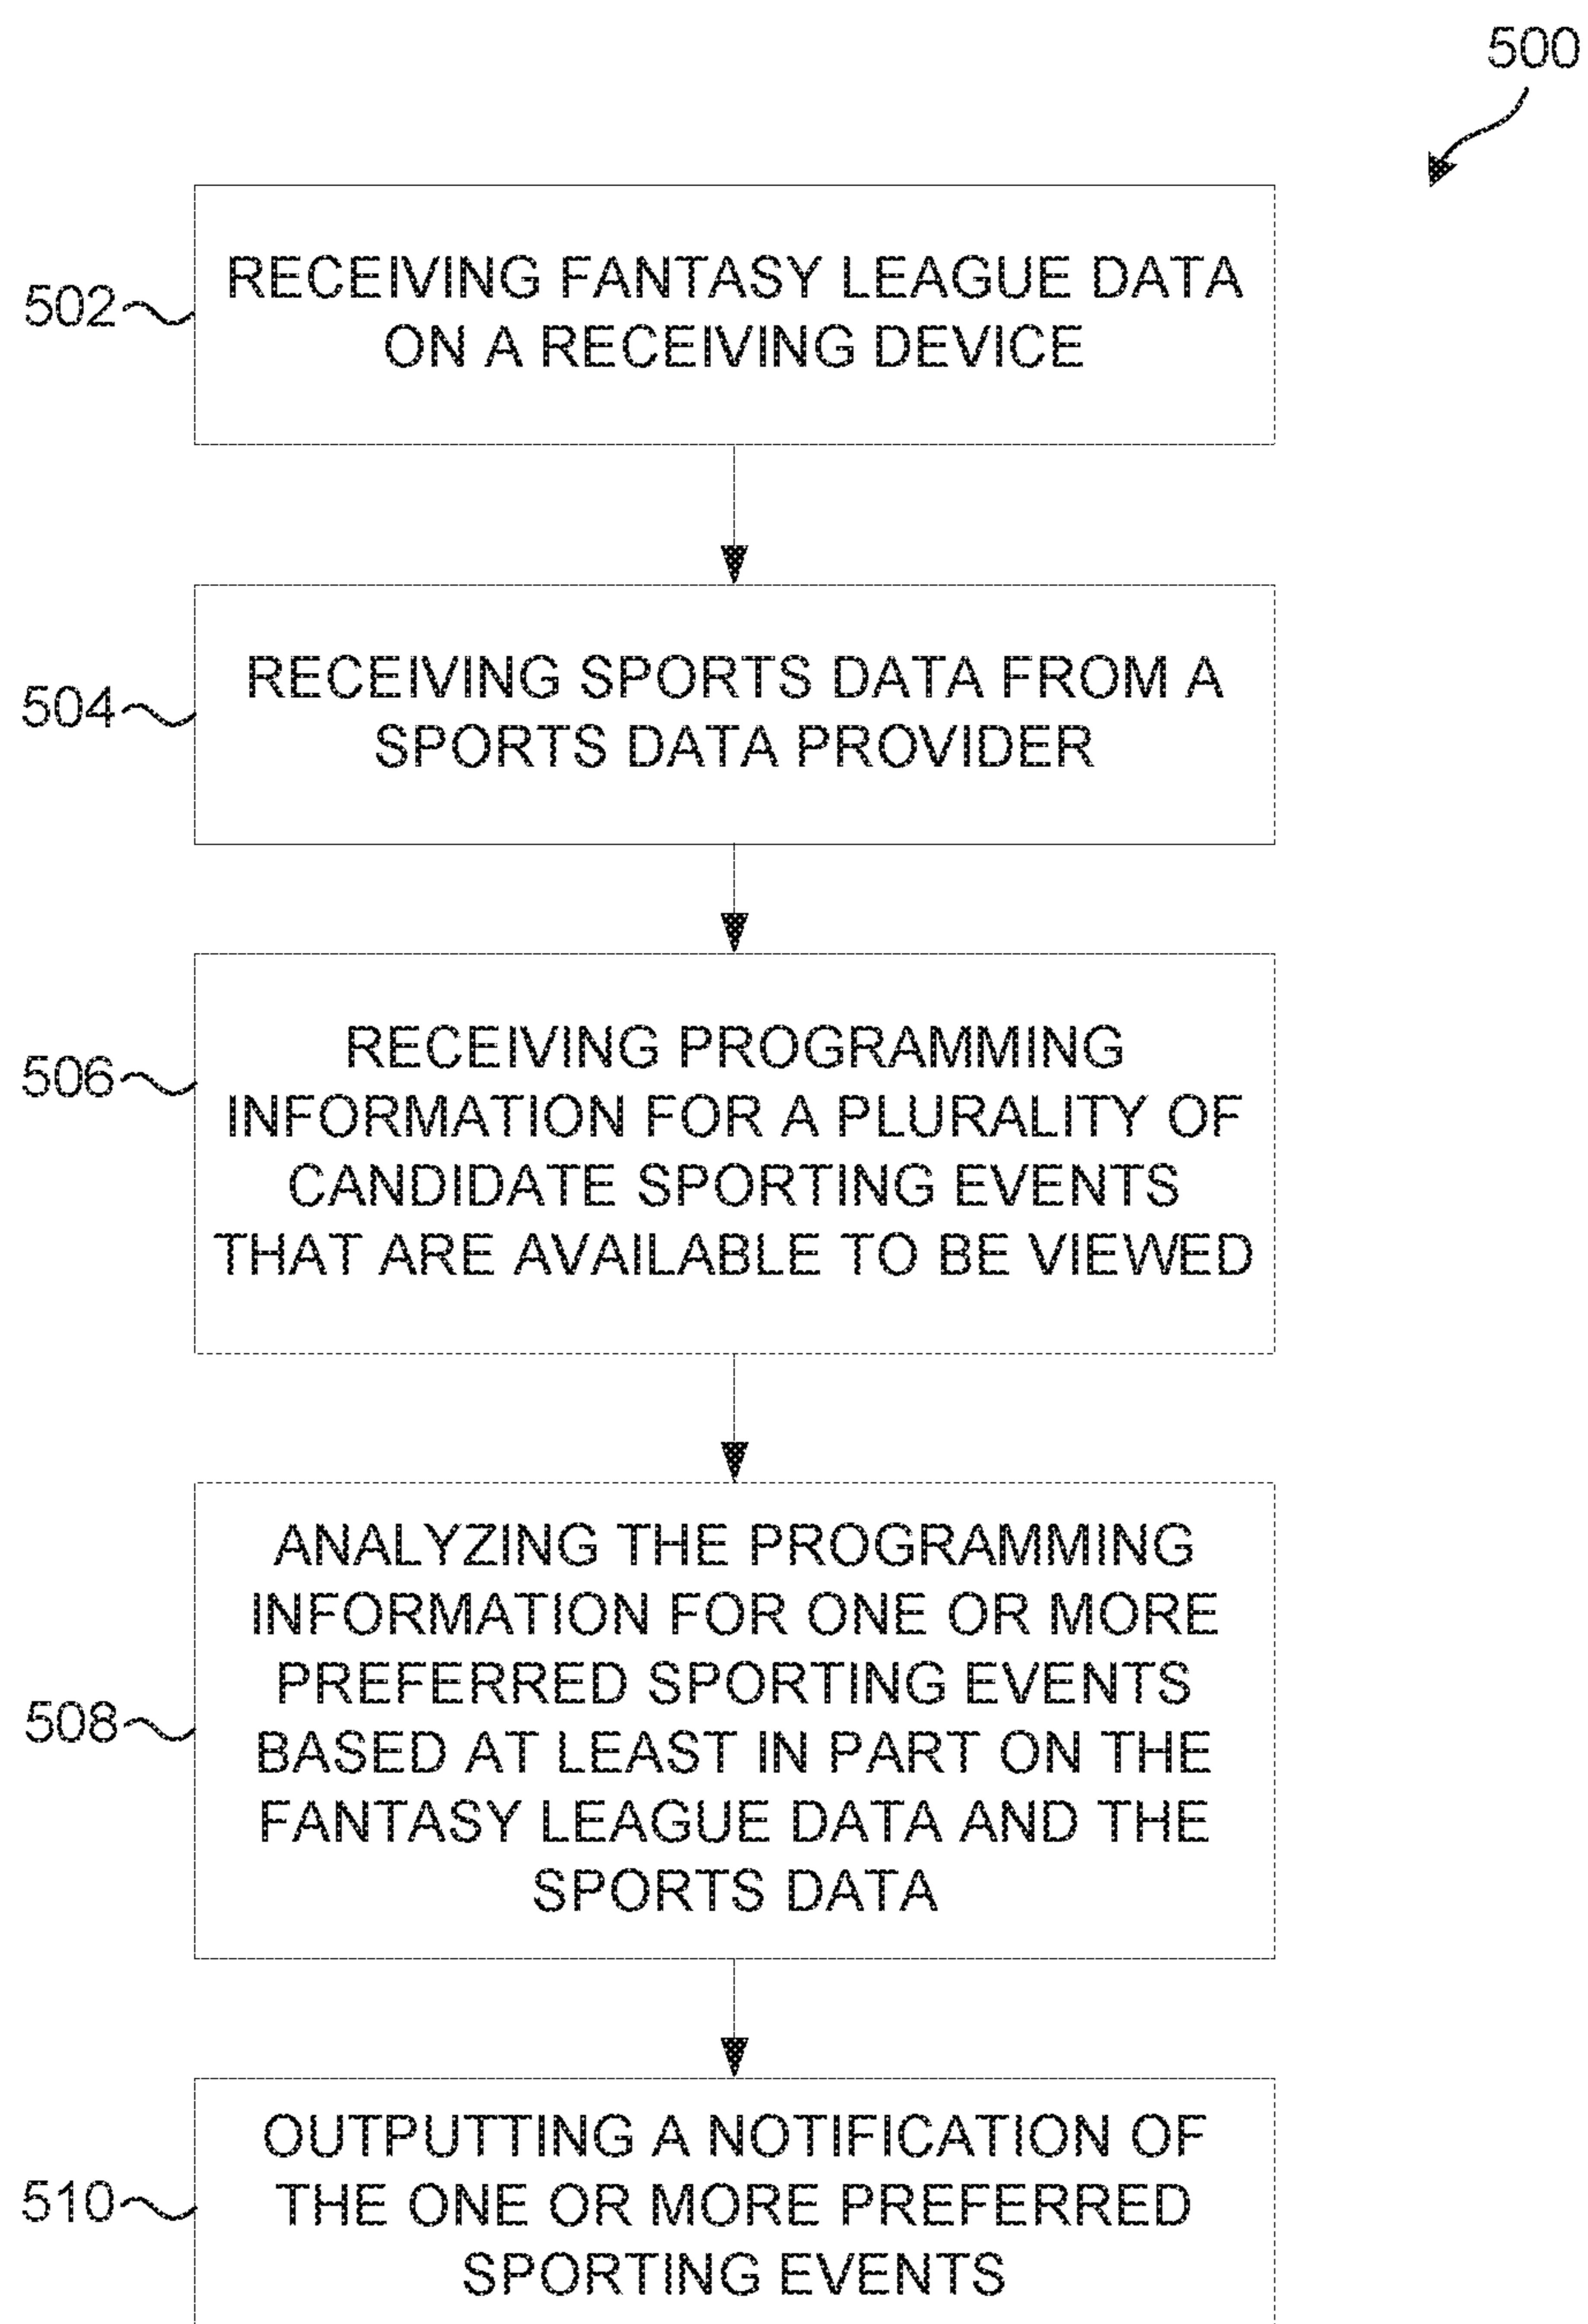 500
502
RECEIVING FANTASY LEAGUE DATA
ON A RECEIVING DEVICE
504
RECEIVING SPORTS DATA FROM A
SPORTS DATA PROVIDER
506
RECEIVING PROGRAMMING
INFORMATION FOR A PLURALITY OF
CANDIDATE SPORTING EVENTS
THAT ARE AVAILABLE TO BE VIEWED
508
ANALYZING THE PROGRAMMING
INFORMATION FOR ONE OR MORE
PREFERRED SPORTING EVENTS
BASED AT LEAST IN PART ON THE
FANTASY LEAGUE DATA AND THE
SPORTS DATA
510
OUTPUTTING A NOTIFICATION OF
THE ONE OR MORE PREFERRED
SPORTING EVENTS